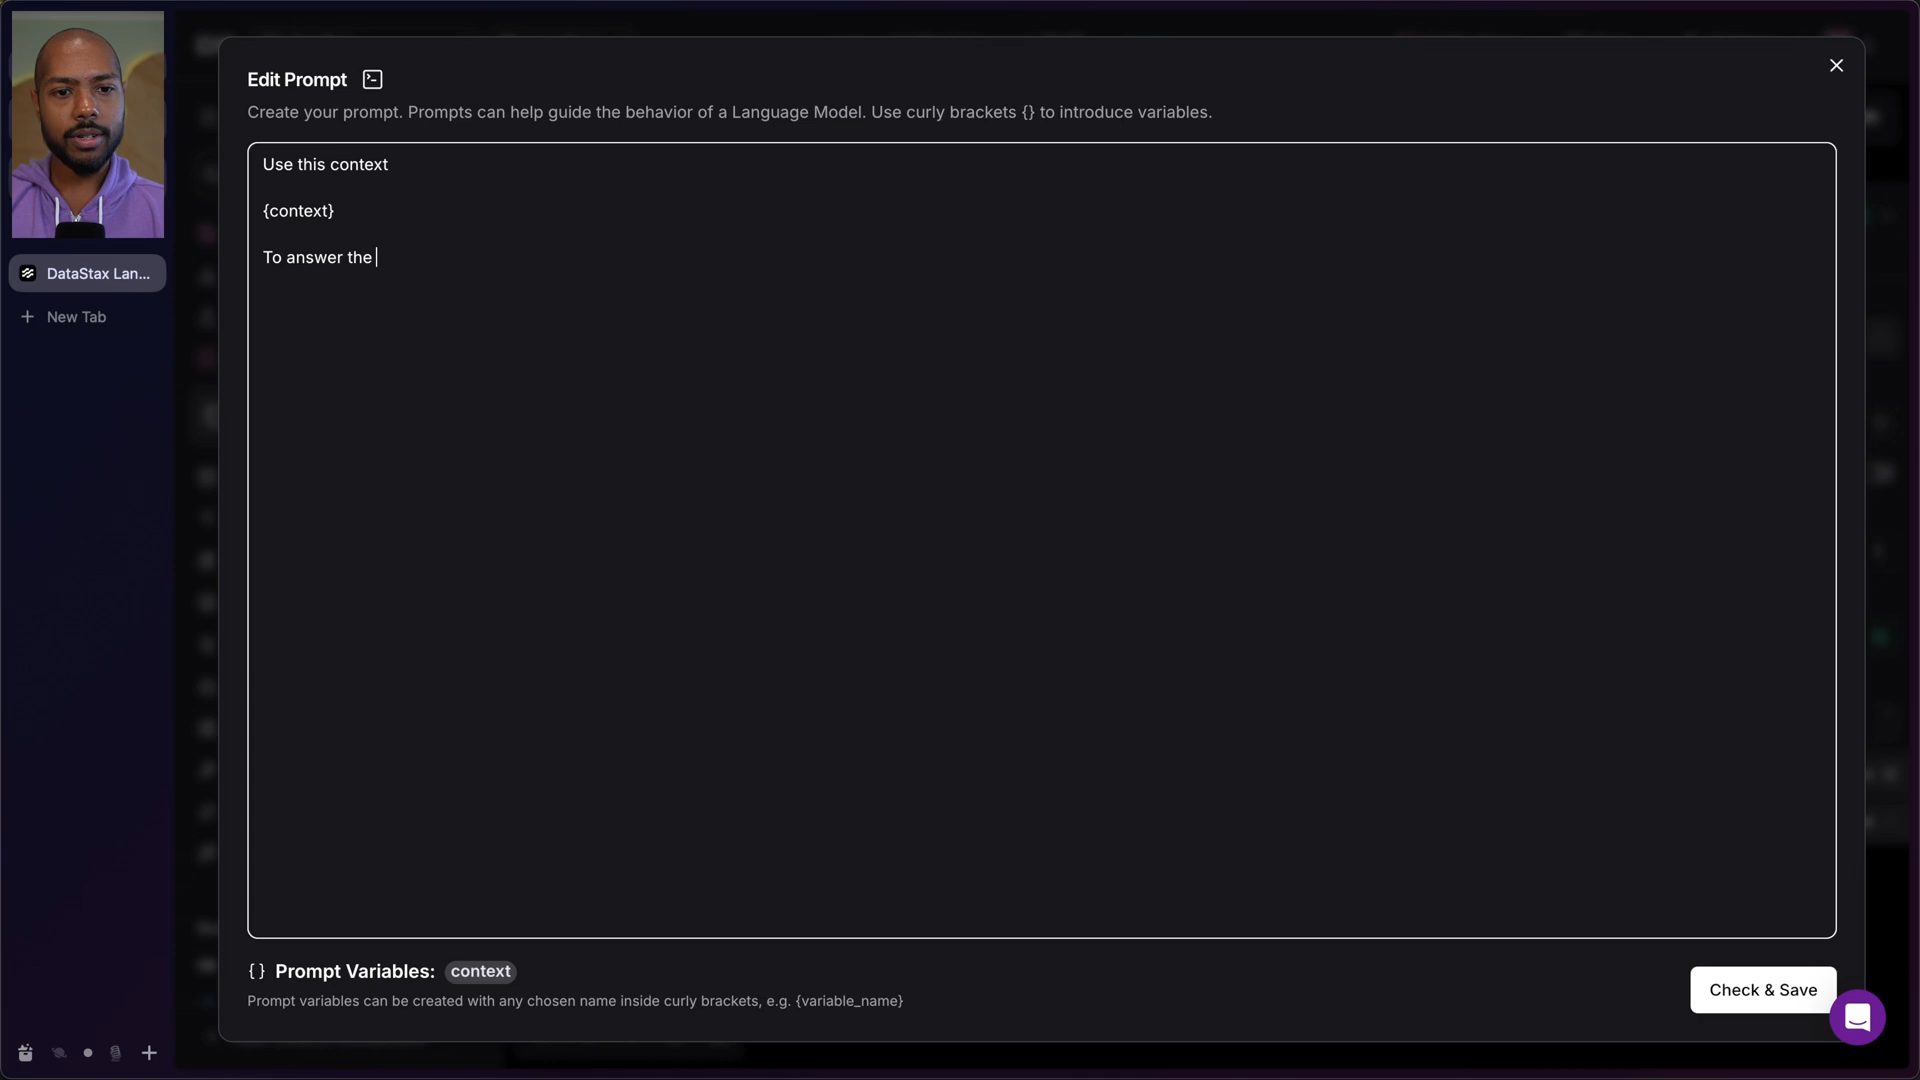 Edit Prompt
Create your prompt. Prompts can help guide the behavior of a Language Model. Use curly brackets {} to introduce variables.
Use this context
{context}
To answer the
DataStax Lan...
New Tab
{} Prompt Variables: context
Prompt variables can be created with any chosen name inside curly brackets, e.g. {variable_name}
Check & Save